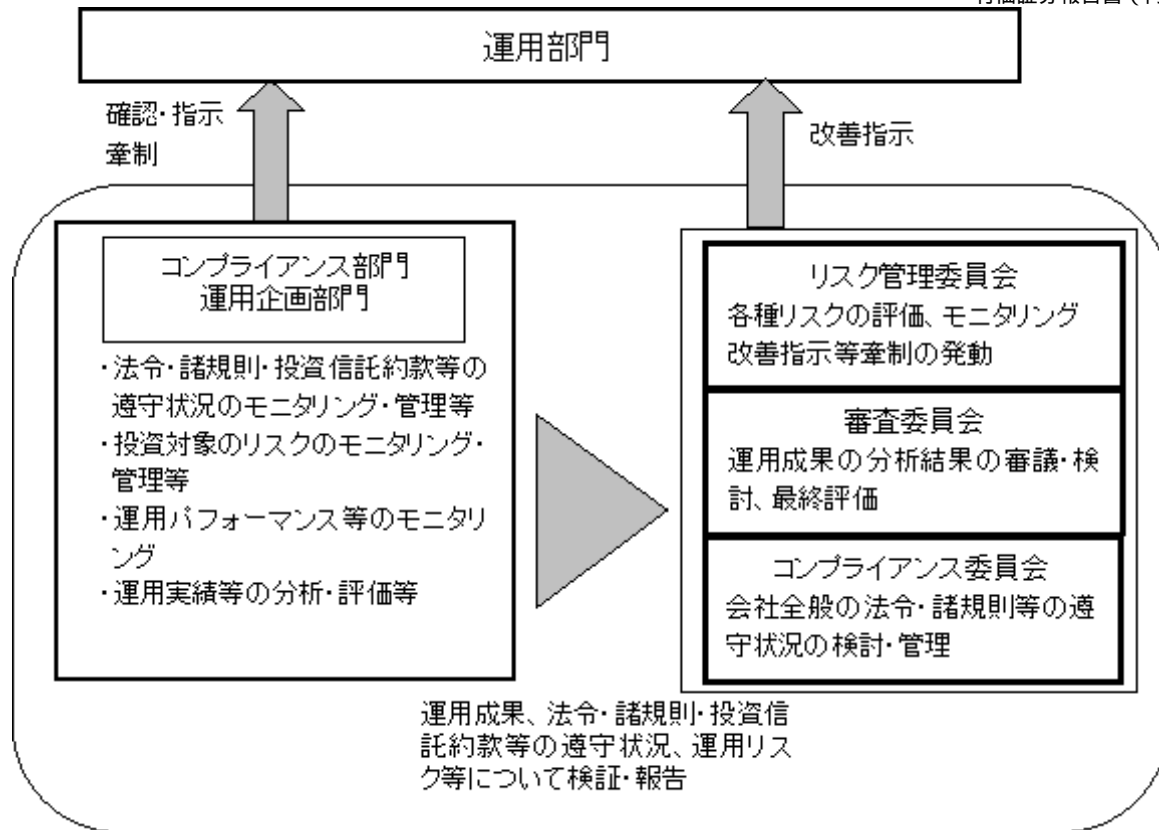 運用部門
確認・指示
牽制
改善指示
コンプライアンス部門
運用企画部門
・法令・諸規則・投資信託約款等の
遵守状況のモニタリング・管理等
・投資対象のリスクのモニタリング・
管理等
・運用パフォーマンス等のモニタリ
ング
・運用実績等の分析・評価等
リスク管理委員会
各種リスクの評価、モニタリング
改善指示等牽制の発動
審査委員会
運用成果の分析結果の審議・検
討、最終評価
コンプライアンス委員会
会社全般の法令・諸規則等の遵
守状況の検討・管理
運用成果、法令・諸規則・投資信
託約款等の遵守状況、運用リス
ク等について検証・報告